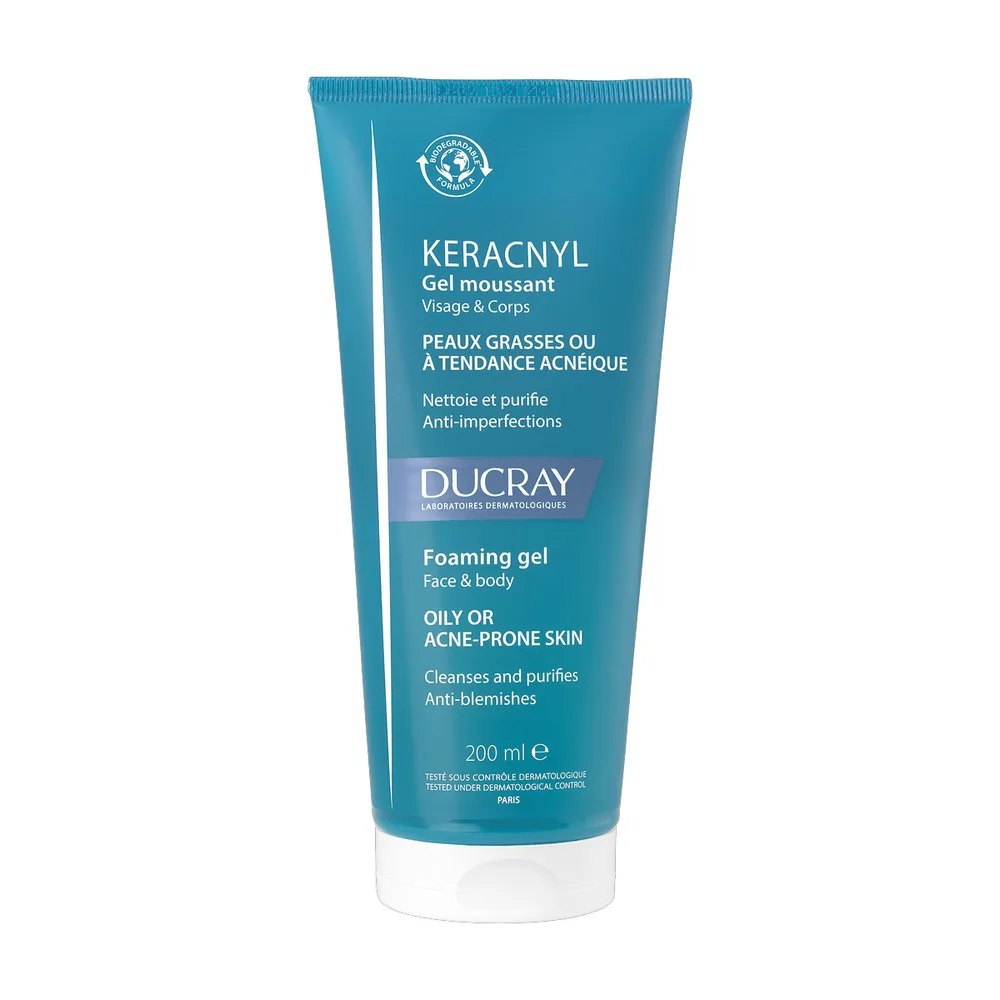 BIODEGRADABLE
FORMULA
KERACNYL
Gel moussant
Visage & Corps
PEAUX GRASSES OU
À TENDANCE ACNÉIQUE
Nettoie et purifie
Anti-imperfections
DUCRAY
LABORATOIRES DERMATOLOGIQUES
Foaming gel
Face & body
OILY OR
ACNE-PRONE SKIN
Cleanses and purifies
Anti-blemishes
200 ml e
TESTÉ SOUS CONTRÔLE DERMATOLOGIQUE
TESTED UNDER DERMATOLOGICAL CONTROL
PARIS